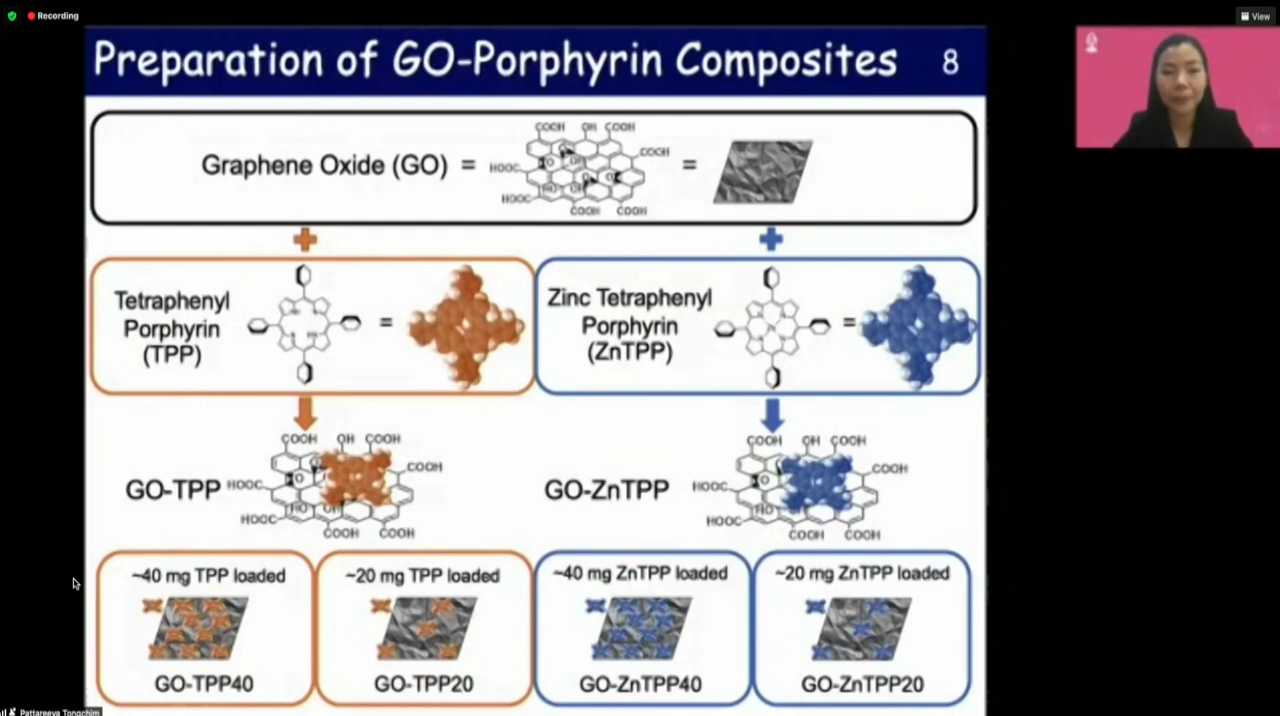 Recording
View
Preparation of GO-Porphyrin Composites 8
COOH OH COOH
COOH
Graphene Oxide (GO) = HOOC =
HOOC
COOH COOH
Tetraphenyl
Porphyrin
(TPP)
=
Zinc Tetraphenyl
Porphyrin
(ZnTPP)
=
COOH OH COOH
COOH
GO-TPP HOOC
HOOC
COOH COOH
COOH OH COOH
COOH
GO-ZnTPP HOOC
HOOC
COOH COOH
~40 mg TPP loaded
~20 mg TPP loaded
~40 mg ZnTPP loaded
~20 mg ZnTPP loaded
GO-TPP40
GO-TPP20
GO-ZnTPP40
GO-ZnTPP20
Pattareeya Tongchim